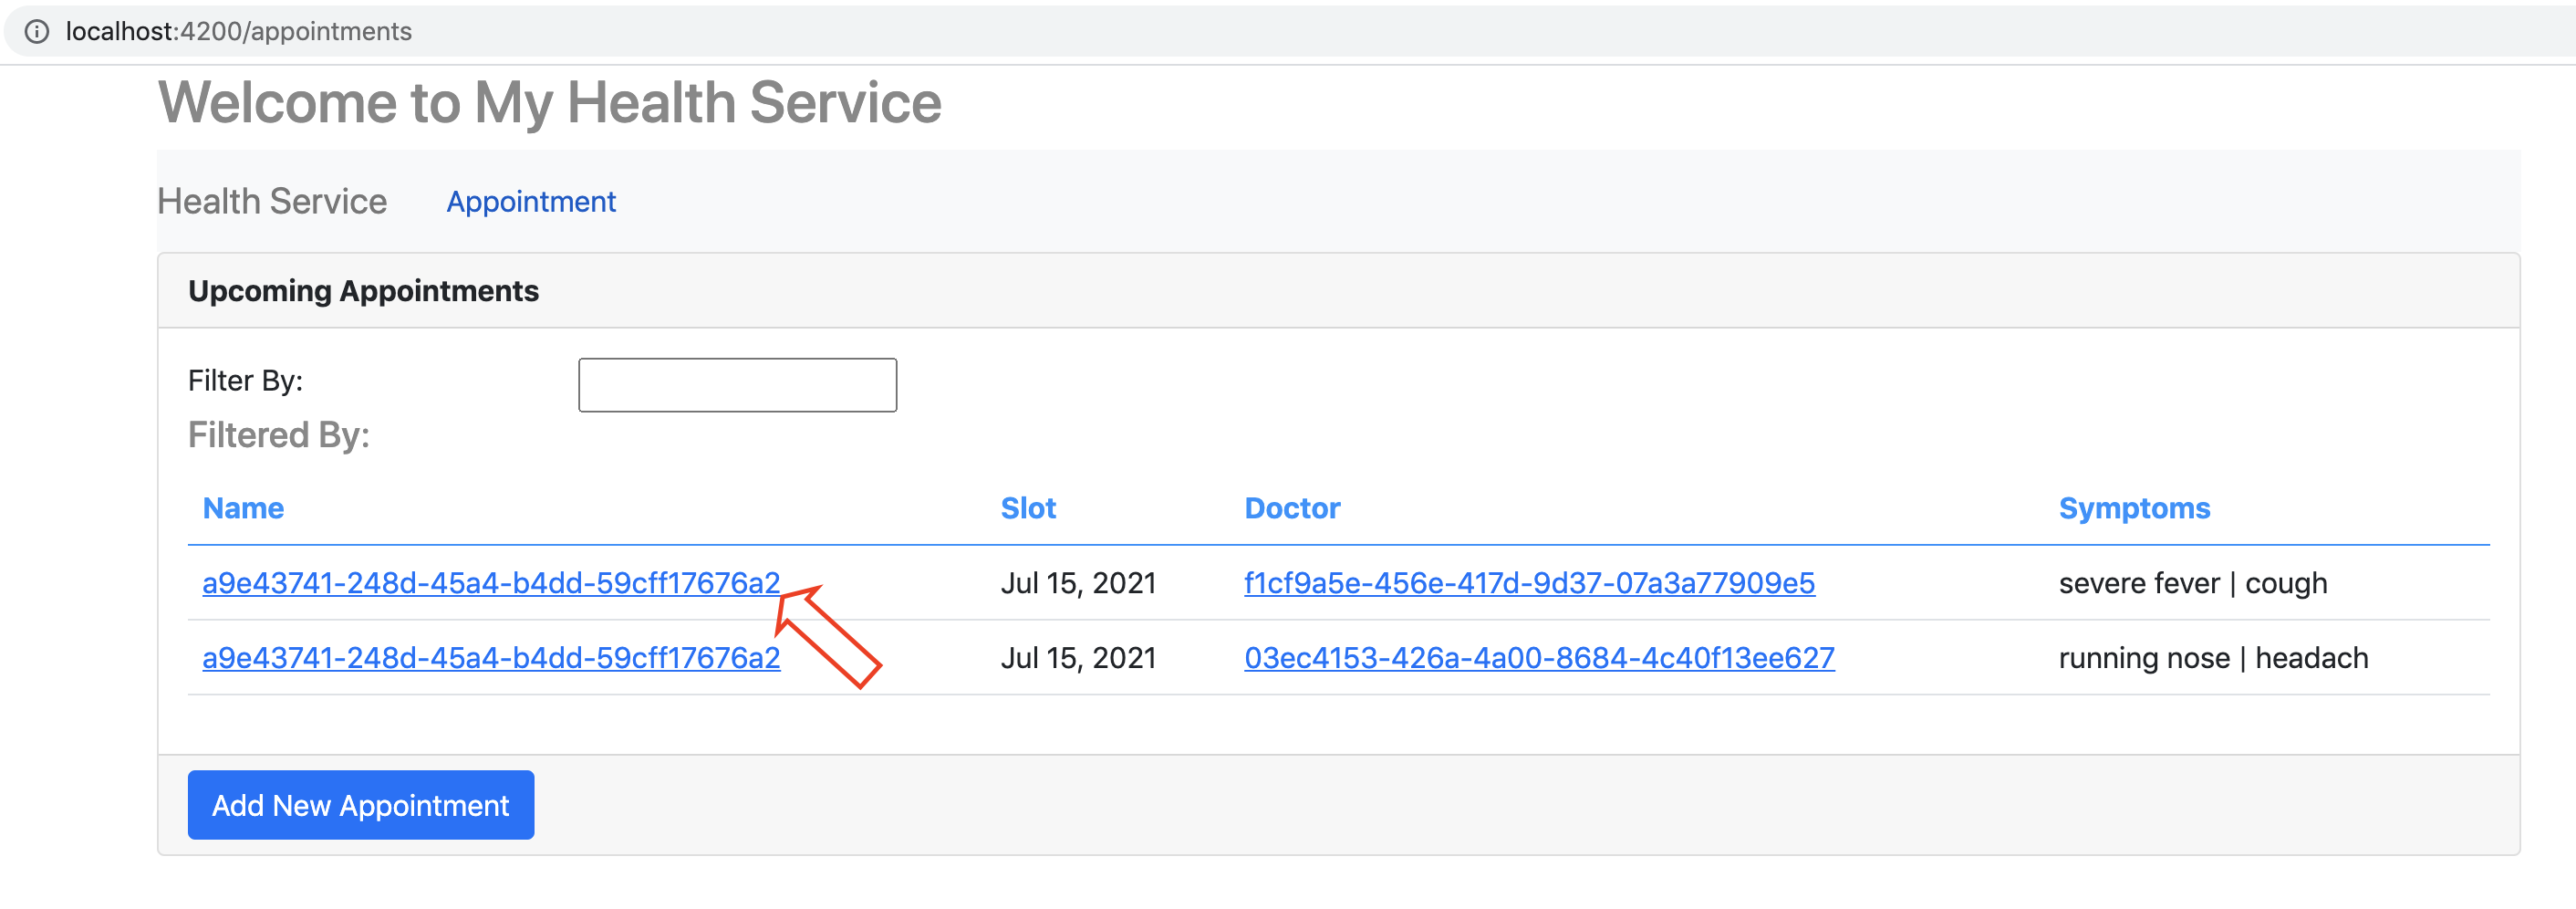 localhost:4200/appointments
Welcome to My Health Service
Health Service Appointment
Upcoming Appointments
Filter By:
Filtered By:
Name Slot Doctor Symptoms
a9e43741-248d-45a4-b4dd-59cff17676a2 Jul 15, 2021 f1cf9a5e-456e-417d-9d37-07a3a77909e5 severe fever | cough
a9e43741-248d-45a4-b4dd-59cff17676a2 Jul 15, 2021 03ec4153-426a-4a00-8684-4c40f13ee627 running nose | headach
Add New Appointment